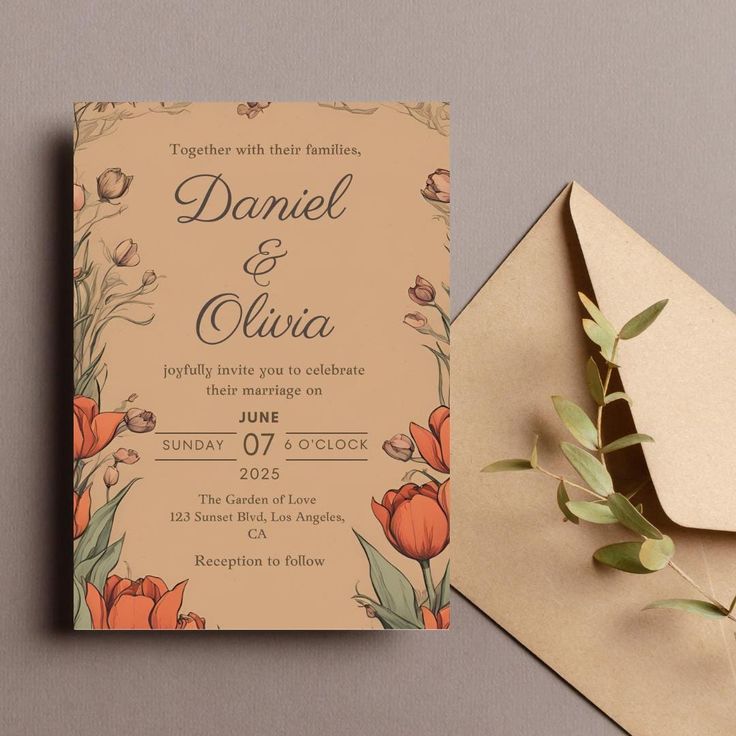 Together with their families,
Daniel
&
Olivia
joyfully invite you to celebrate
their marriage on
JUNE
SUNDAY 07 6 O'CLOCK
2025
The Garden of Love
123 Sunset Blvd, Los Angeles,
CA
Reception to follow